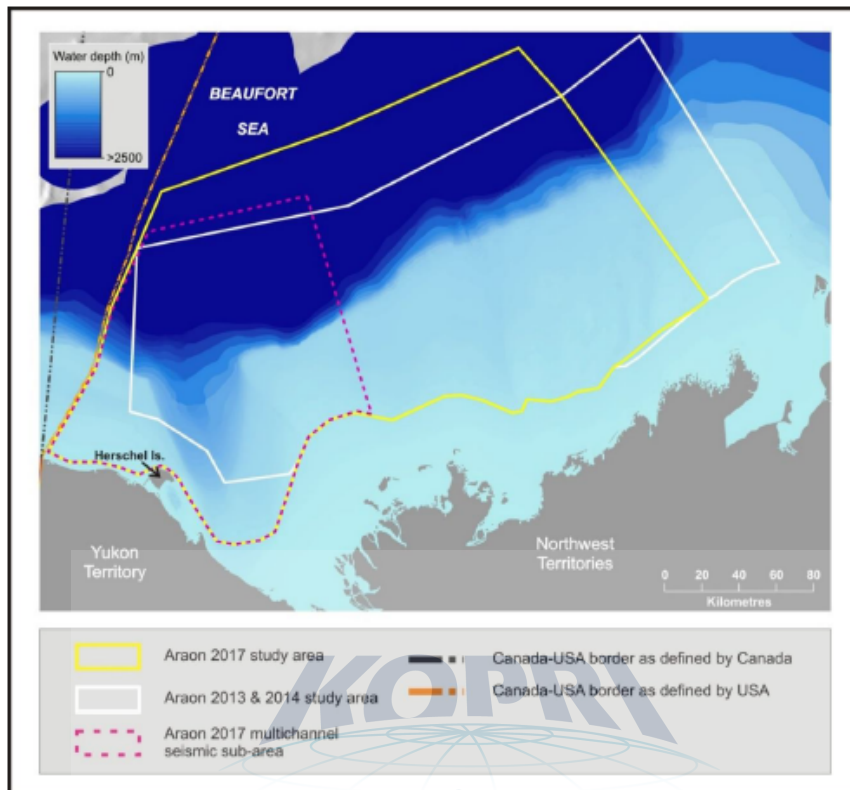 Water depth (m)
0
>2500
BEAUFORT
SEA
Herschel Is.
Yukon
Territory
Northwest
Territories
0 20 40 60 80
Kilometres
Araon 2017 study area
Araon 2013 & 2014 study area
Araon 2017 multichannel
seismic sub-area
Canada-USA border as defined by Canada
Canada-USA border as defined by USA
KOPRI